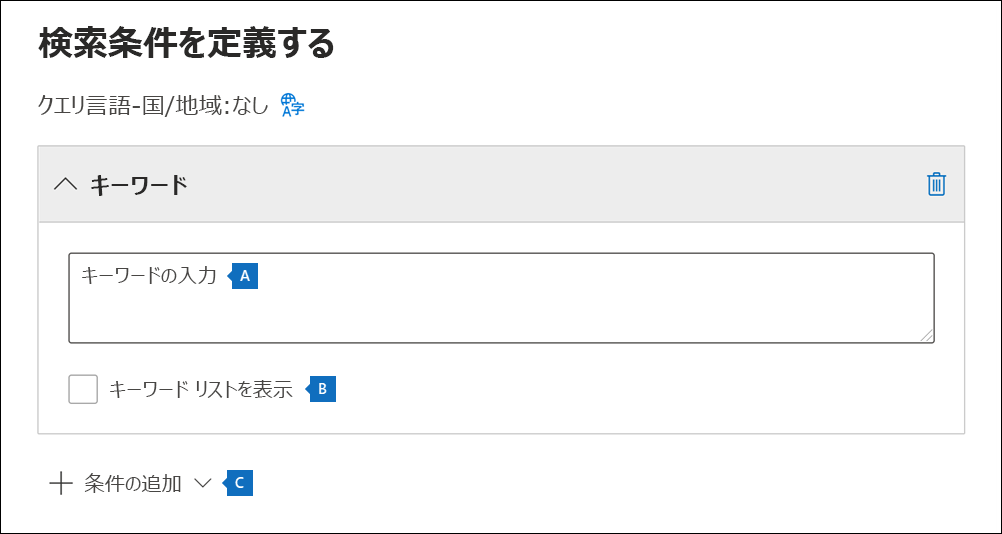 検索条件を定義する
クエリ言語-国/地域:なし
キーワード
キーワードの入力 A
キーワード リストを表示 B
条件の追加 C